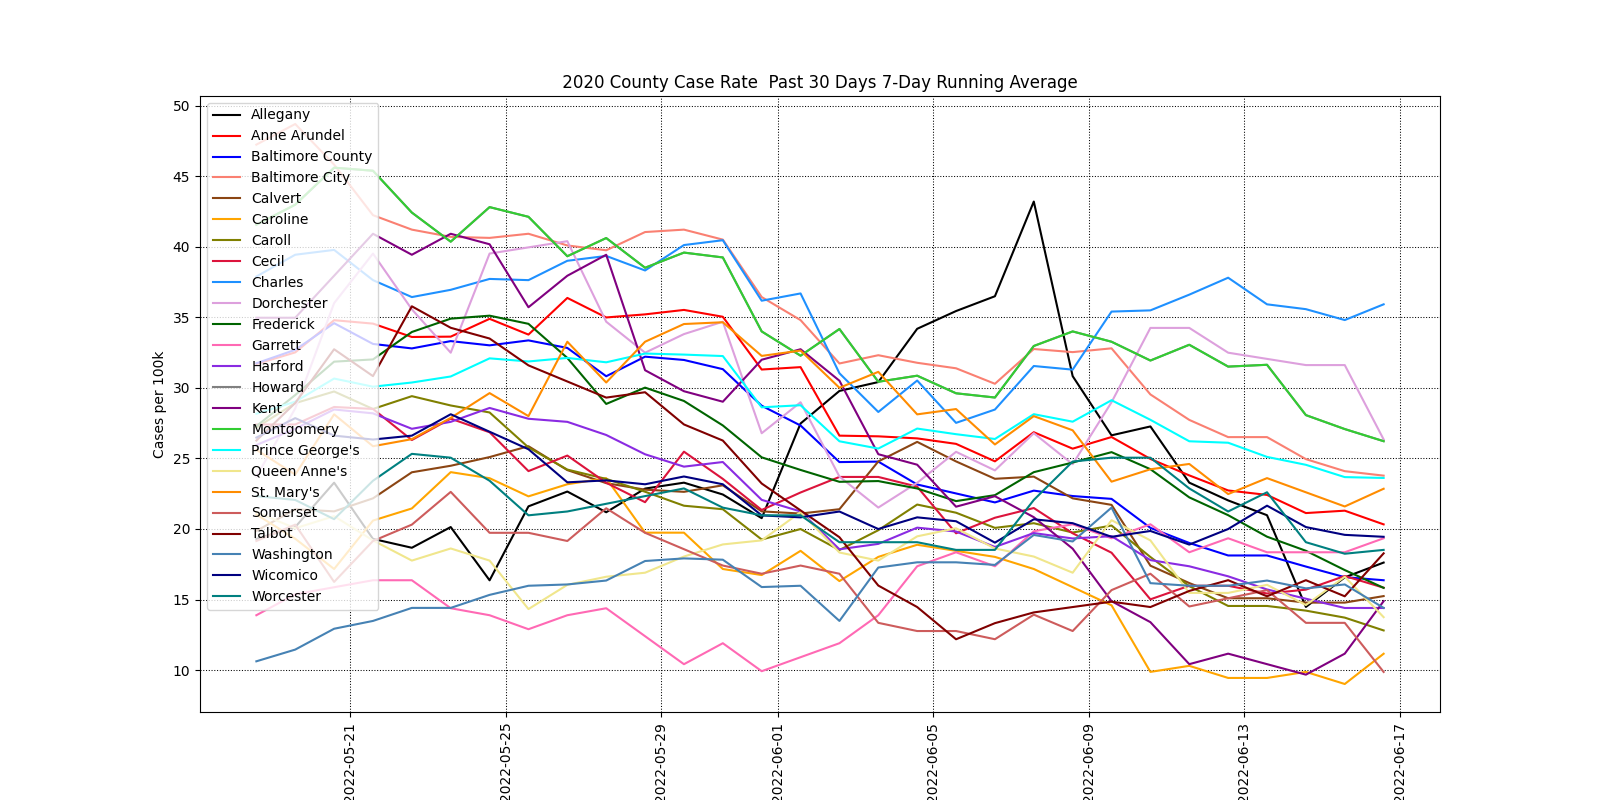 2020 County Case Rate  Past 30 Days 7-Day Running Average
Cases per 100k
50
45
40
35
30
25
20
15
10
Allegany
Anne Arundel
Baltimore County
Baltimore City
Calvert
Caroline
Caroll
Cecil
Charles
Dorchester
Frederick
Garrett
Harford
Howard
Kent
Montgomery
Prince George's
Queen Anne's
St. Mary's
Somerset
Talbot
Washington
Wicomico
Worcester
2022-05-21
2022-05-25
2022-05-29
2022-06-01
2022-06-05
2022-06-09
2022-06-13
2022-06-17